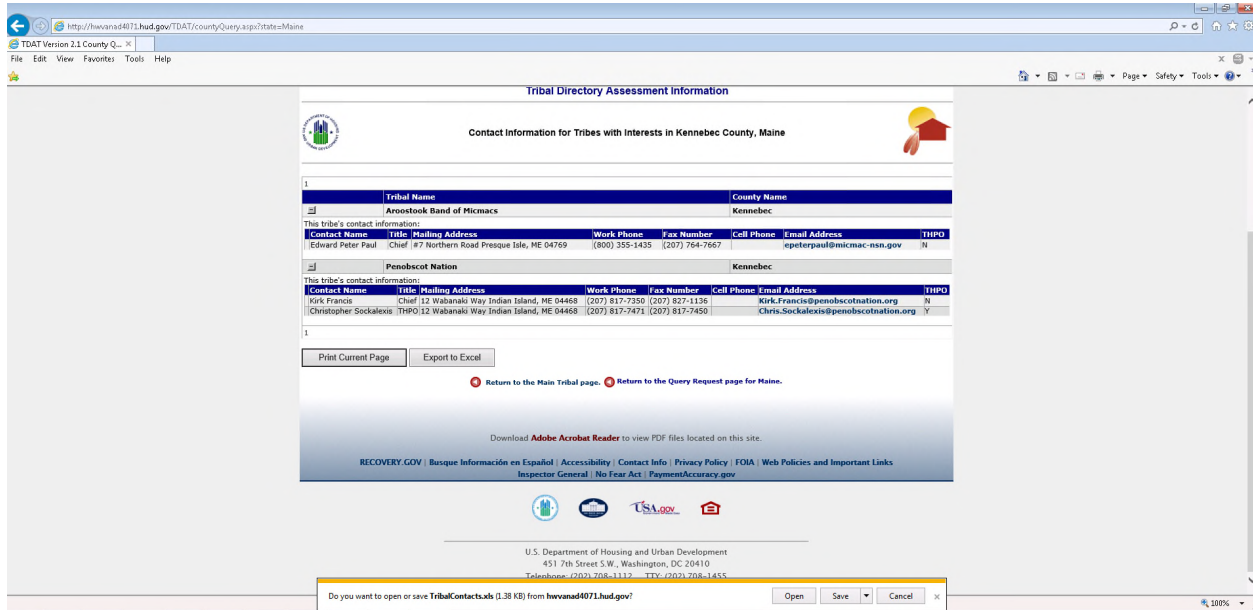 http://hwvanad4071.hud.gov/TDAT/countyQuery.aspx?state=Maine
TDAT Version 2.1 County Q...
File Edit View Favorites Tools Help
Page Safety Tools
Tribal Directory Assessment Information
Contact Information for Tribes with Interests in Kennebec County, Maine
1
Tribal Name County Name
Aroostook Band of Micmacs Kennebec
This tribe's contact information:
Contact Name Title Mailing Address Work Phone Fax Number Cell Phone Email Address THPO
Edward Peter Paul Chief #7 Northern Road Presque Isle, ME 04769 (800) 355-1435 (207) 764-7667 epeterpaul@micmac-nsn.gov N
Penobscot Nation Kennebec
This tribe's contact information:
Contact Name Title Mailing Address Work Phone Fax Number Cell Phone Email Address THPO
Kirk Francis Chief 12 Wabanaki Way Indian Island, ME 04468 (207) 817-7350 (207) 827-1136 Kirk.Francis@penobscotnation.org N
Christopher Sockalexis THPO 12 Wabanaki Way Indian Island, ME 04468 (207) 817-7471 (207) 817-7450 Chris.Sockalexis@penobscotnation.org Y
1
Print Current Page Export to Excel
Return to the Main Tribal page. Return to the Query Request page for Maine.
Download Adobe Acrobat Reader to view PDF files located on this site.
RECOVERY.GOV | Busque Información en Español | Accessibility | Contact Info | Privacy Policy | FOIA | Web Policies and Important Links
Inspector General | No Fear Act | PaymentAccuracy.gov
USA.gov
U.S. Department of Housing and Urban Development
451 7th Street S.W., Washington, DC 20410
Telephone: (202) 708-1112 TTY: (202) 708-1455
Do you want to open or save TribalContacts.xls (1.38 KB) from hwvanad4071.hud.gov? Open Save Cancel
100%